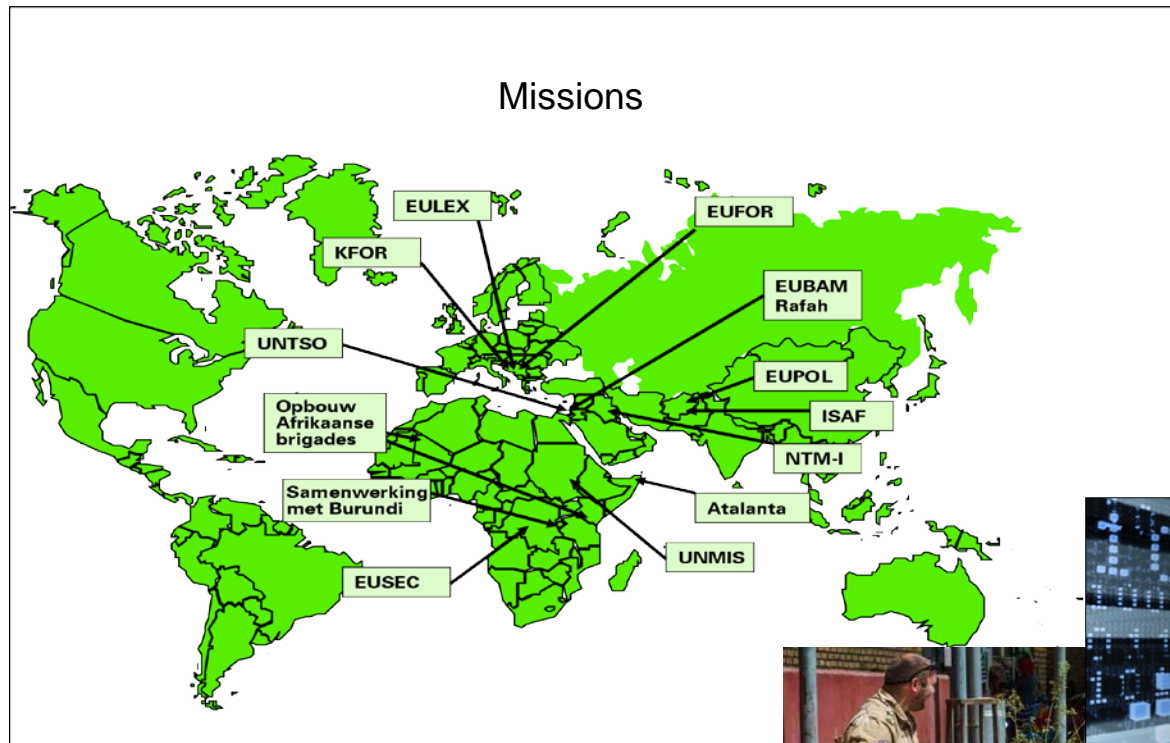 Missions
EULEX
EUFOR
KFOR
EUBAM
Rafah
UNTSO
EUPOL
Opbouw
Afrikaanse
brigades
ISAF
NTM-I
Samenwerking
met Burundi
Atalanta
UNMIS
EUSEC